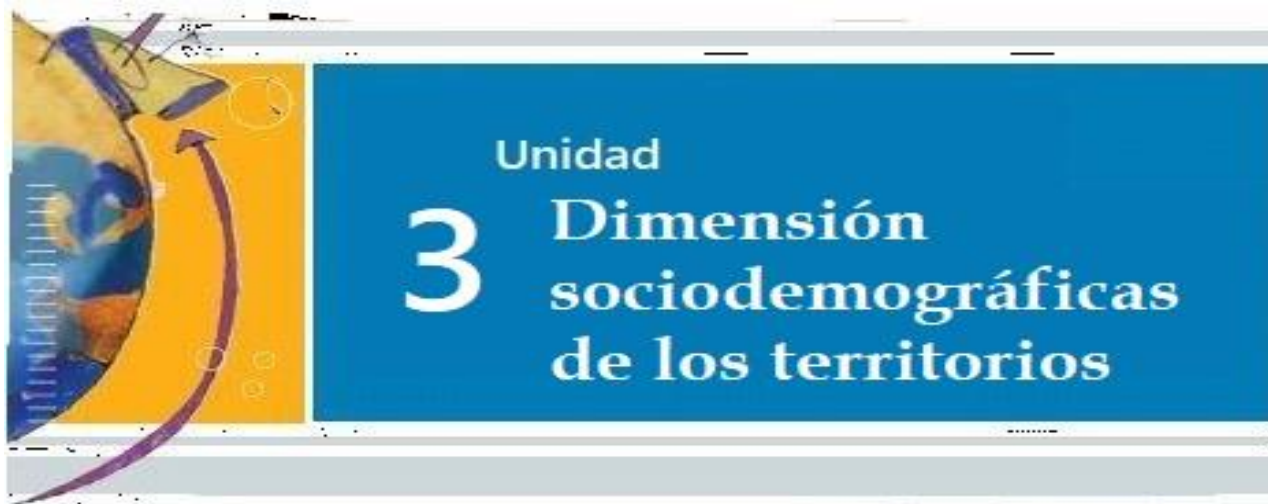 Unidad
3 Dimensión
sociodemográficas
de los territorios